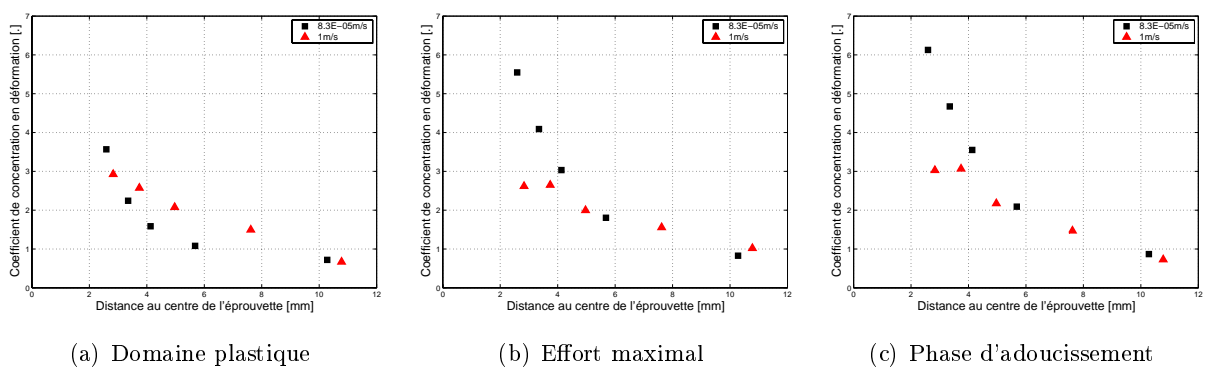 Coefficient de concentration en déformation [.]
7
6
5
4
3
2
1
0
8.3E−05m/s
1m/s
0 2 4 6 8 10 12
Distance au centre de l'éprouvette [mm]
(a) Domaine plastique
Coefficient de concentration en déformation [.]
7
6
5
4
3
2
1
0
8.3E−05m/s
1m/s
0 2 4 6 8 10 12
Distance au centre de l'éprouvette [mm]
(b) Effort maximal
Coefficient de concentration en déformation [.]
7
6
5
4
3
2
1
0
8.3E−05m/s
1m/s
0 2 4 6 8 10 12
Distance au centre de l'éprouvette [mm]
(c) Phase d'adoucissement